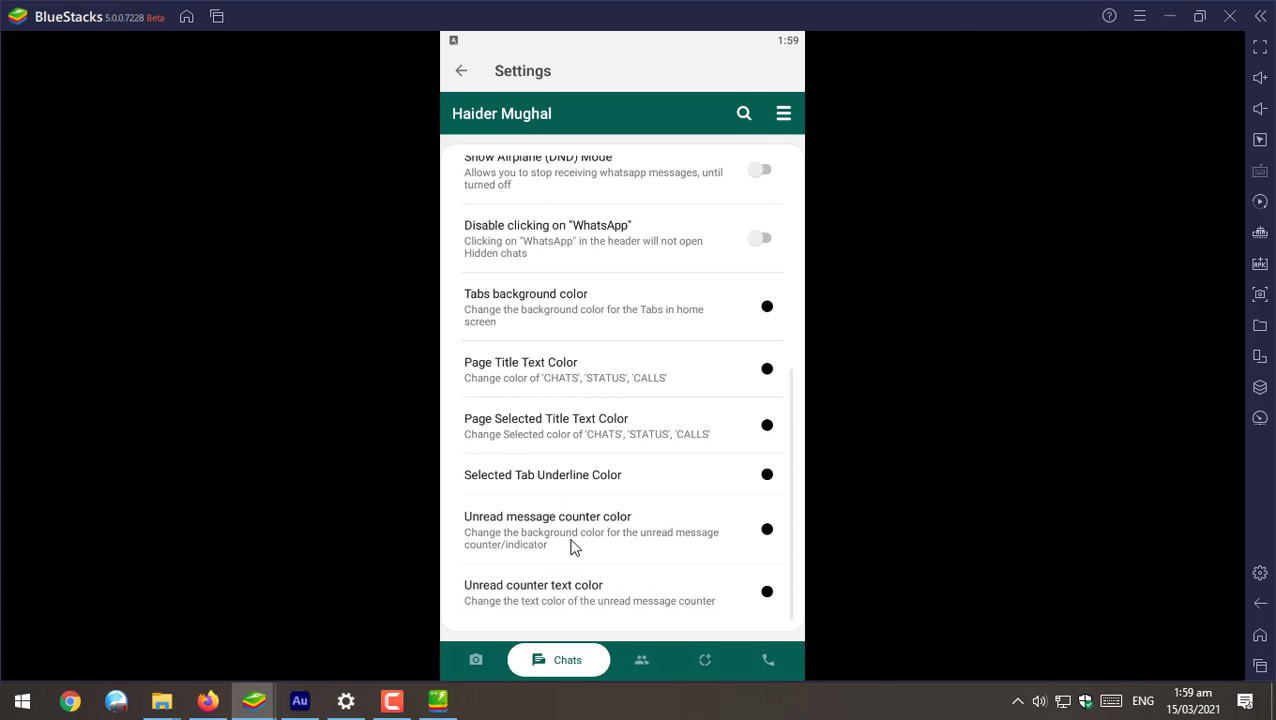 BlueStacks 5.0.0.7228 Beta
1:59
Settings
Haider Mughal
Show Airplane (DND) Mode
Allows you to stop receiving whatsapp messages, until
turned off
Disable clicking on "WhatsApp"
Clicking on "WhatsApp" in the header will not open
Hidden chats
Tabs background color
Change the background color for the Tabs in home
screen
Page Title Text Color
Change color of 'CHATS', 'STATUS', 'CALLS'
Page Selected Title Text Color
Change Selected color of 'CHATS', 'STATUS', 'CALLS'
Selected Tab Underline Color
Unread message counter color
Change the background color for the unread message
counter/indicator
Unread counter text color
Change the text color of the unread message counter
Chats
Au
ENG
1:59 am
15/03/2021